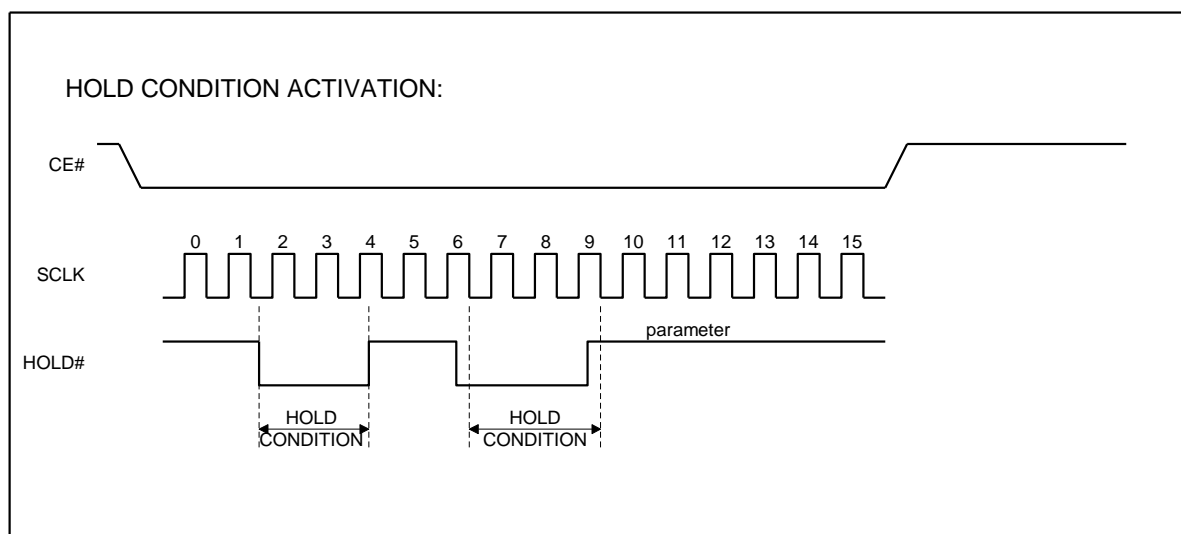 HOLD CONDITION ACTIVATION:
CE#
0 1 2 3 4 5 6 7 8 9 10 11 12 13 14 15
SCLK
parameter
HOLD#
HOLD HOLD
CONDITION CONDITION